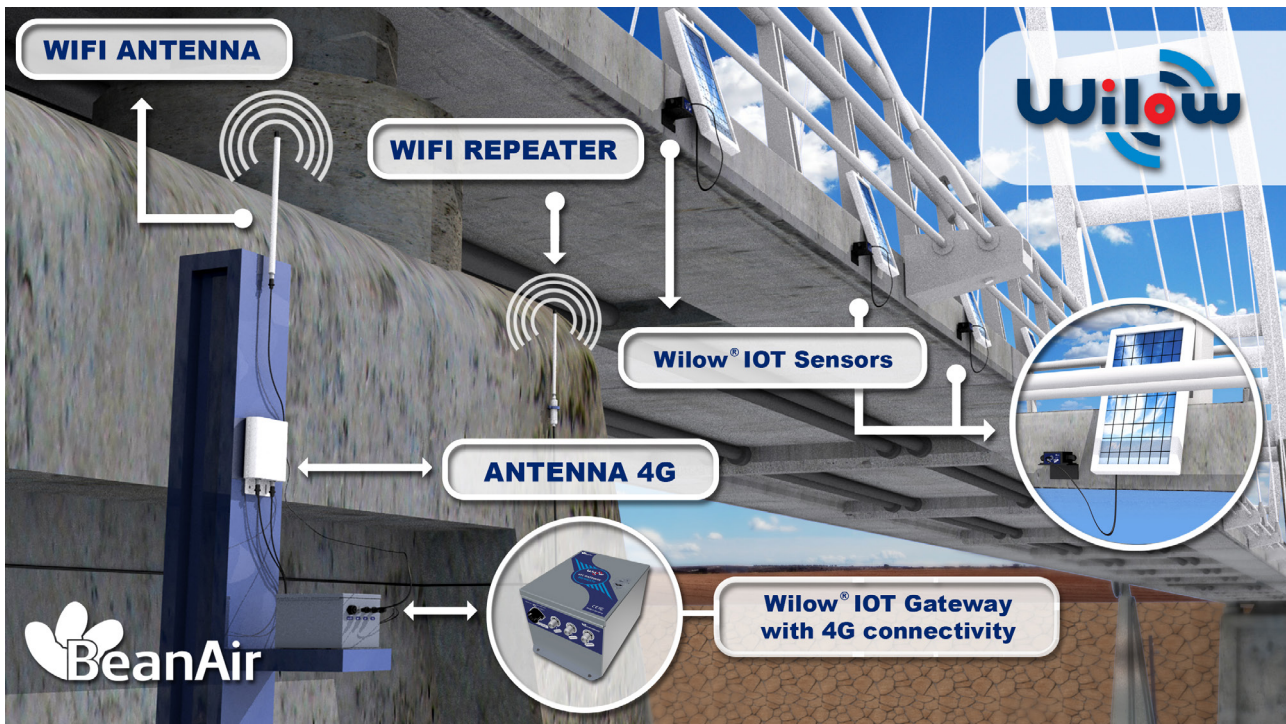 WIFI ANTENNA
Wilow
WIFI REPEATER
Wilow® IOT Sensors
ANTENNA 4G
Wilow® IOT Gateway
with 4G connectivity
BeanAir